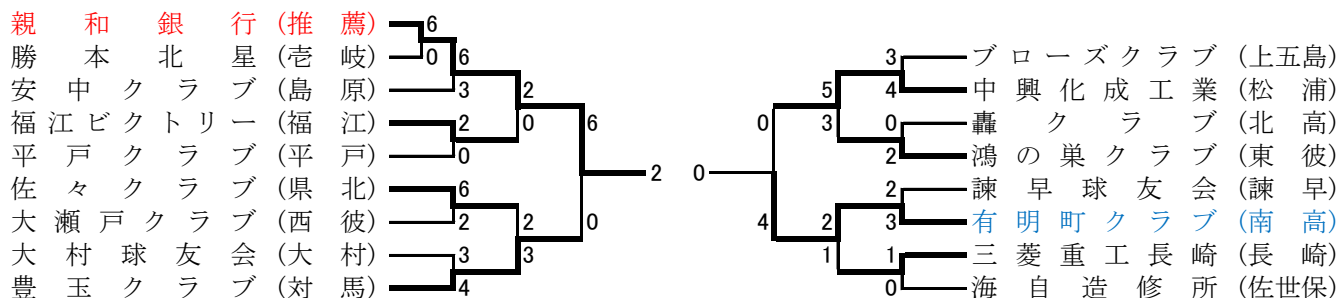 親和銀行(推薦) 6
勝本北星(壱岐) 0
6
安中クラブ(島原) 3
2
福江ビクトリー(福江) 2
0
平戸クラブ(平戸) 0
6
佐々クラブ(県北) 6
大瀬戸クラブ(西彼) 2
2
0
大村球友会(大村) 3
3
豊玉クラブ(対馬) 4
2
0
3 ブローズクラブ(上五島)
4 中興化成工業(松浦)
5
0 轟クラブ(北高)
3
2 鴻の巣クラブ(東彼)
0
2 諫早球友会(諫早)
3 有明町クラブ(南高)
2
4
1 三菱重工長崎(長崎)
1
0 海自造修所(佐世保)